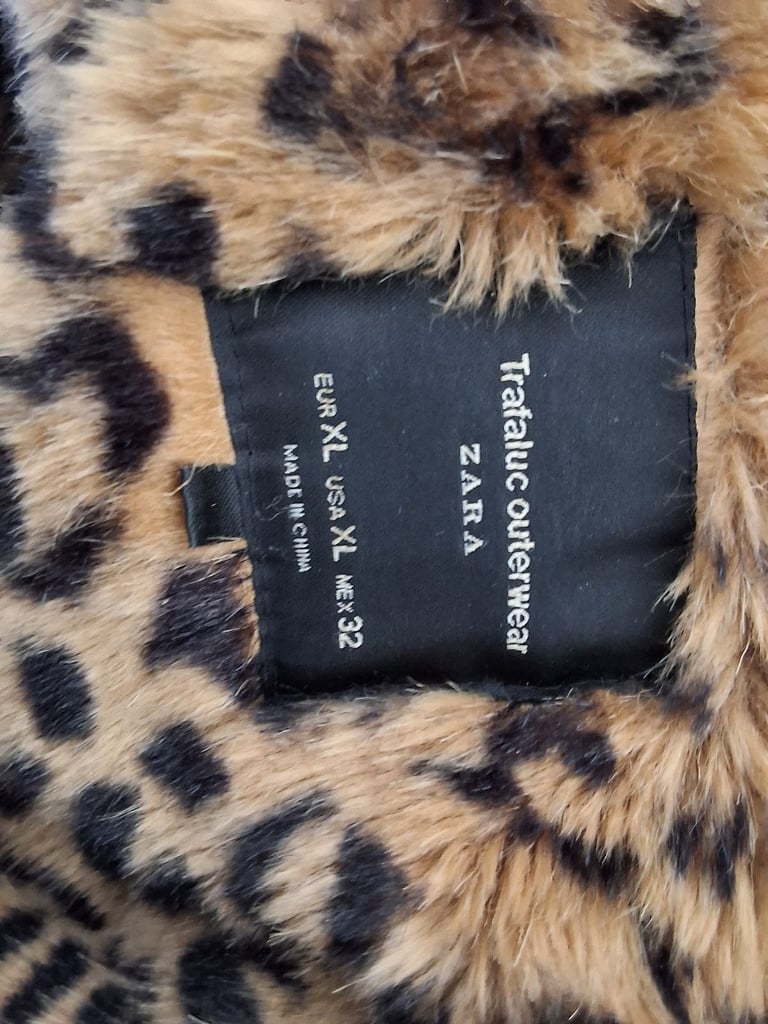 Trafaluc outerwear
ZARA
EUR XL USA XL MEX 32
MADE IN CHINA